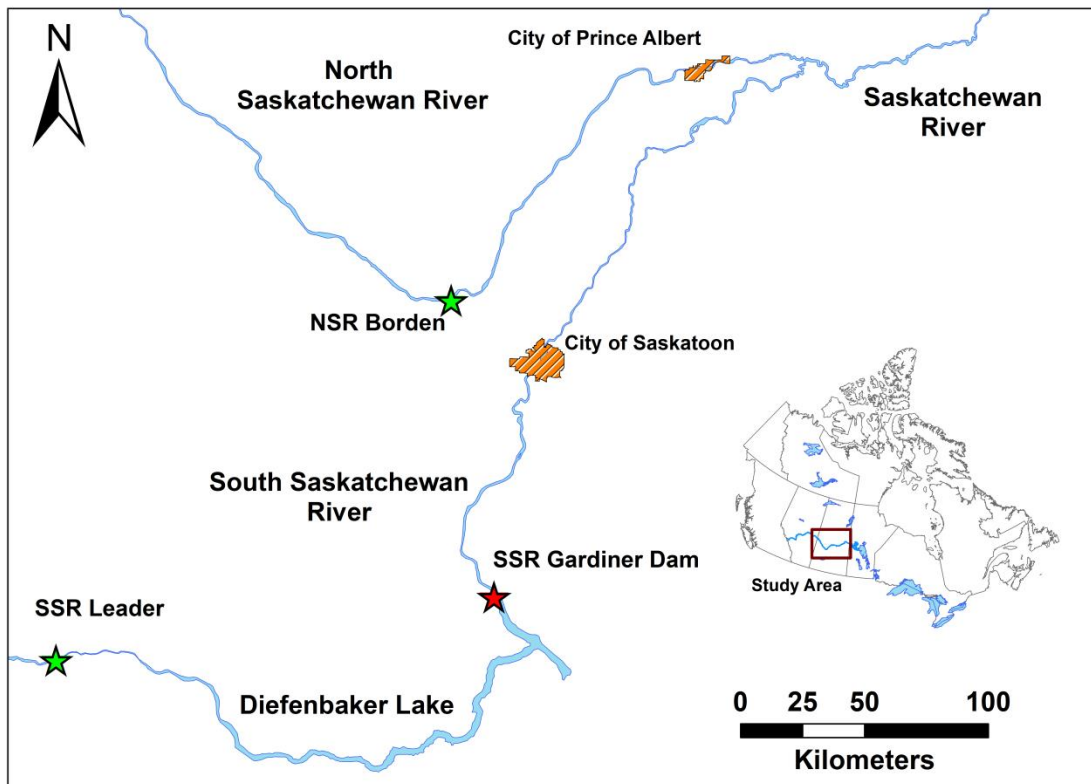 N
North
Saskatchewan River
City of Prince Albert
Saskatchewan
River
NSR Borden
City of Saskatoon
South Saskatchewan
River
SSR Gardiner Dam
SSR Leader
Diefenbaker Lake
Study Area
0 25 50 100
Kilometers